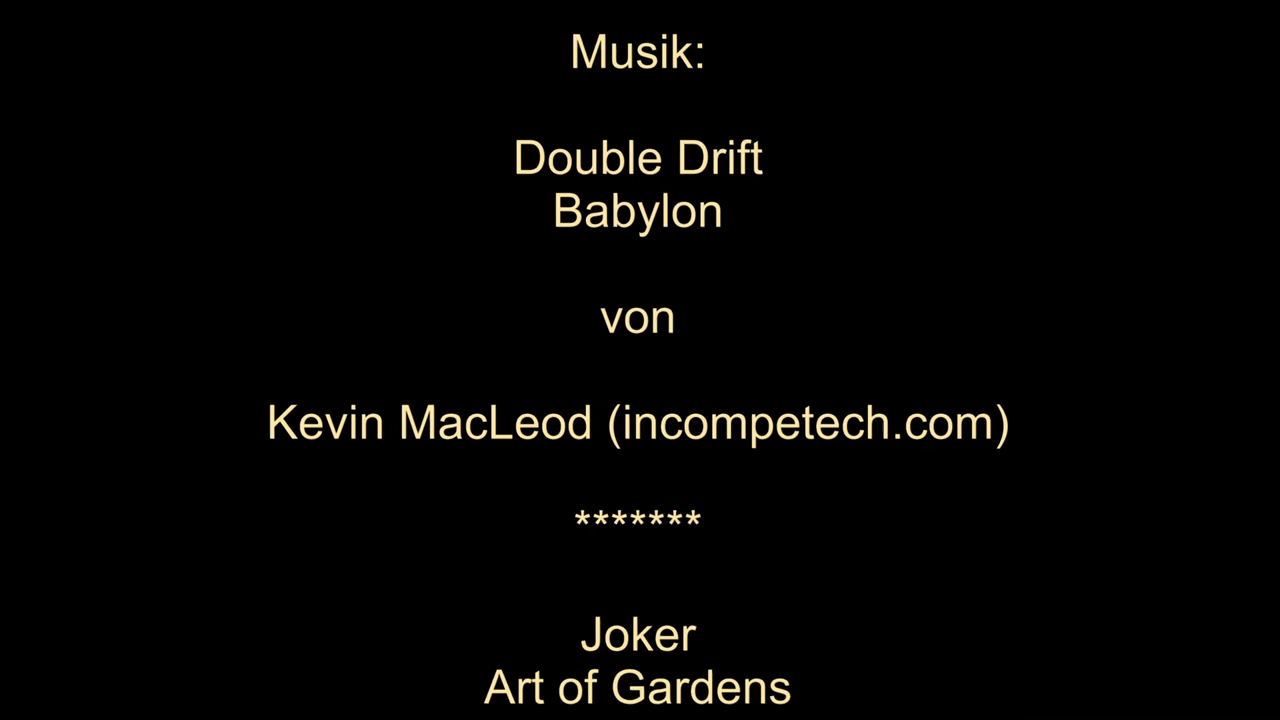 Musik:
Double Drift
Babylon
von
Kevin MacLeod (incompetech.com)
*******
Joker
Art of Gardens